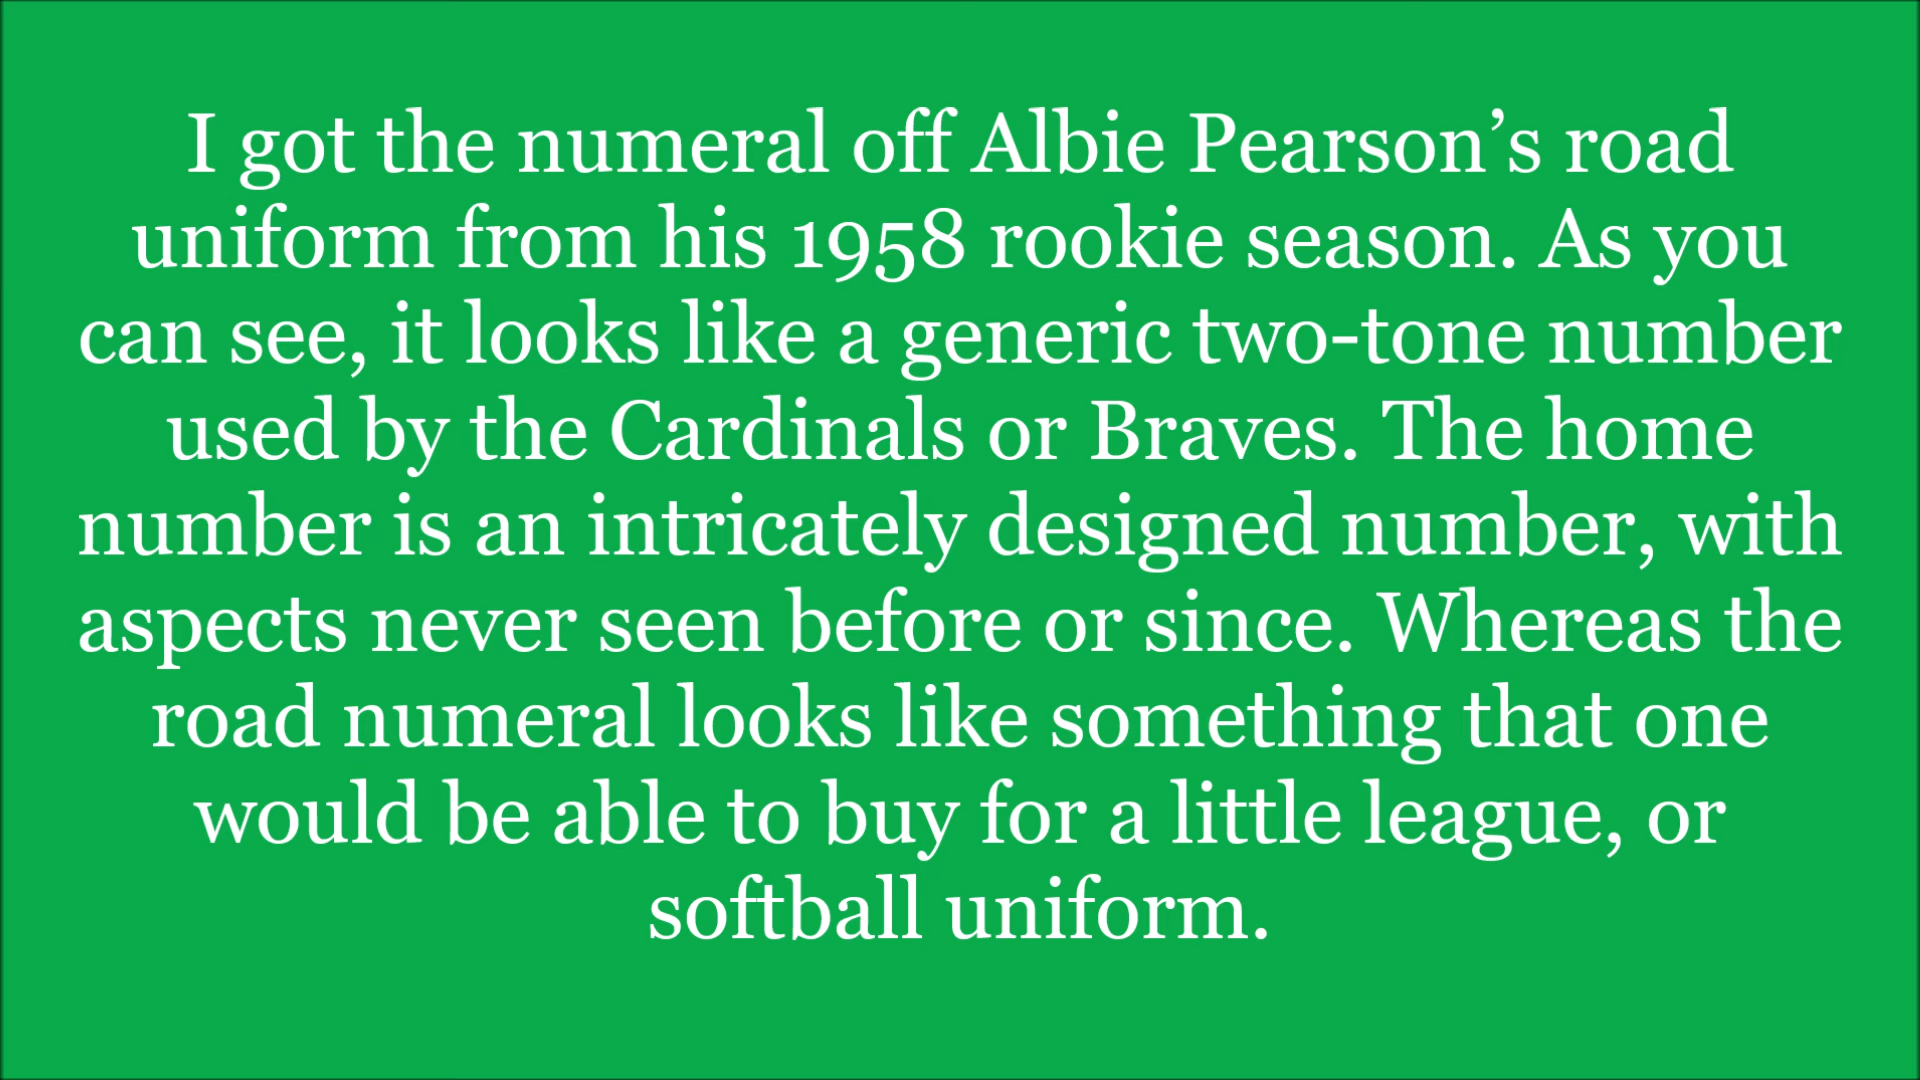 I got the numeral off Albie Pearson’s road
uniform from his 1958 rookie season. As you
can see, it looks like a generic two-tone number
used by the Cardinals or Braves. The home
number is an intricately designed number, with
aspects never seen before or since. Whereas the
road numeral looks like something that one
would be able to buy for a little league, or
softball uniform.